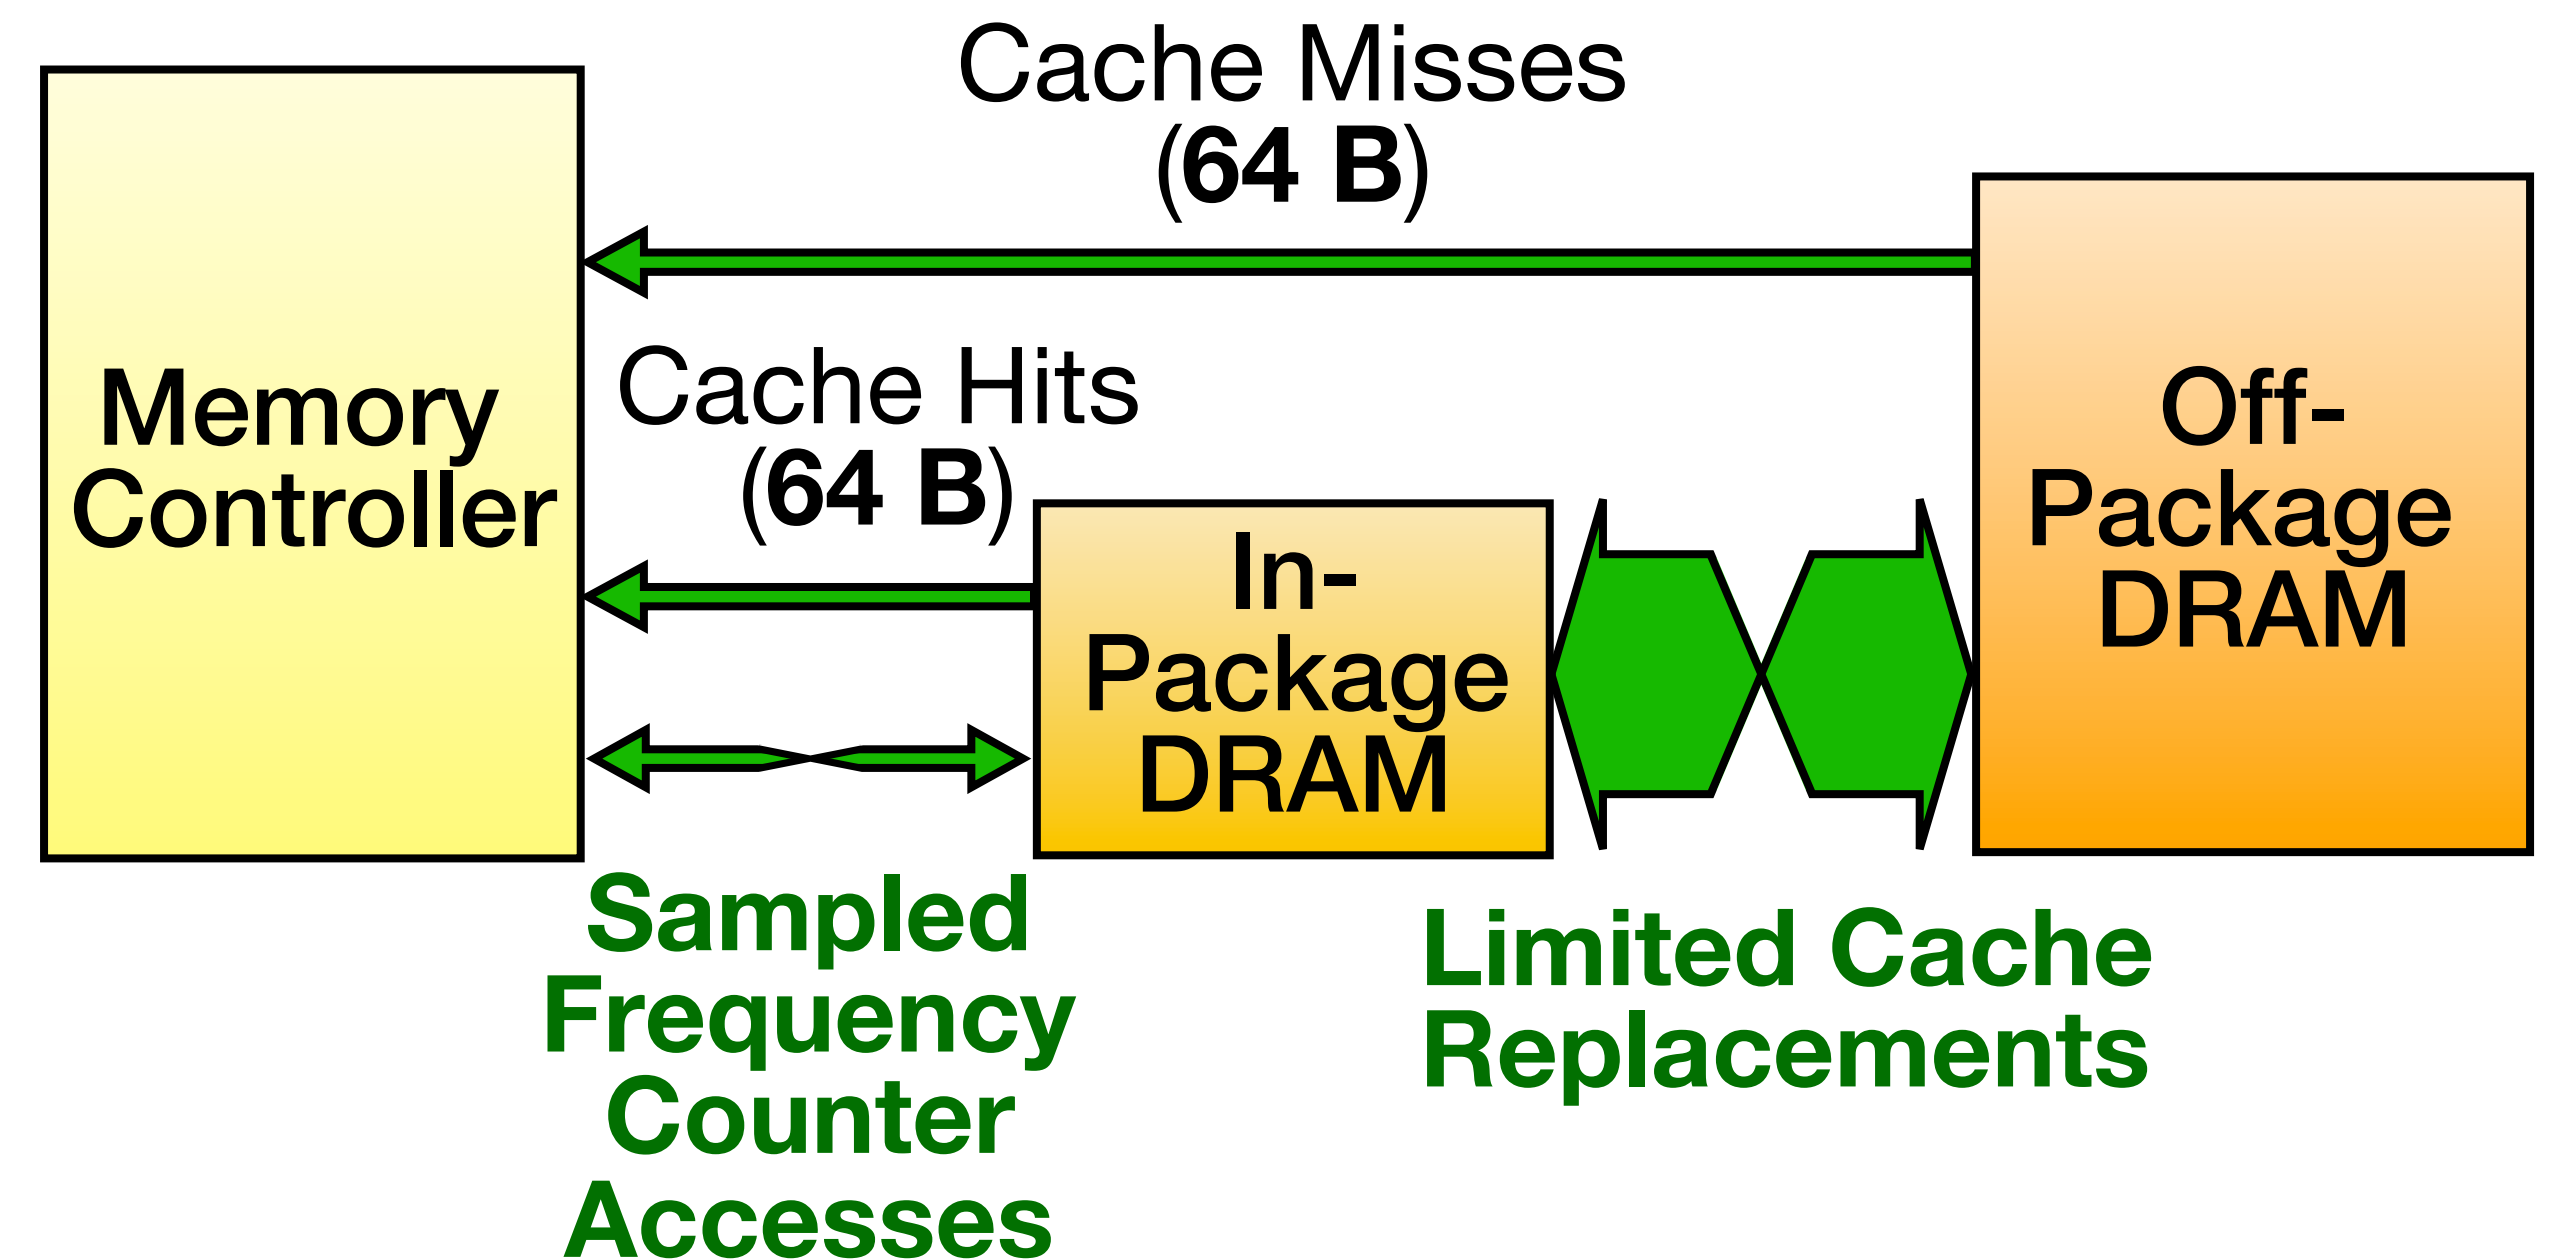 Cache Misses
(64 B)
Memory
Controller
Cache Hits
(64 B)
In-
Package
DRAM
Off-
Package
DRAM
Sampled
Frequency
Counter
Accesses
Limited Cache
Replacements